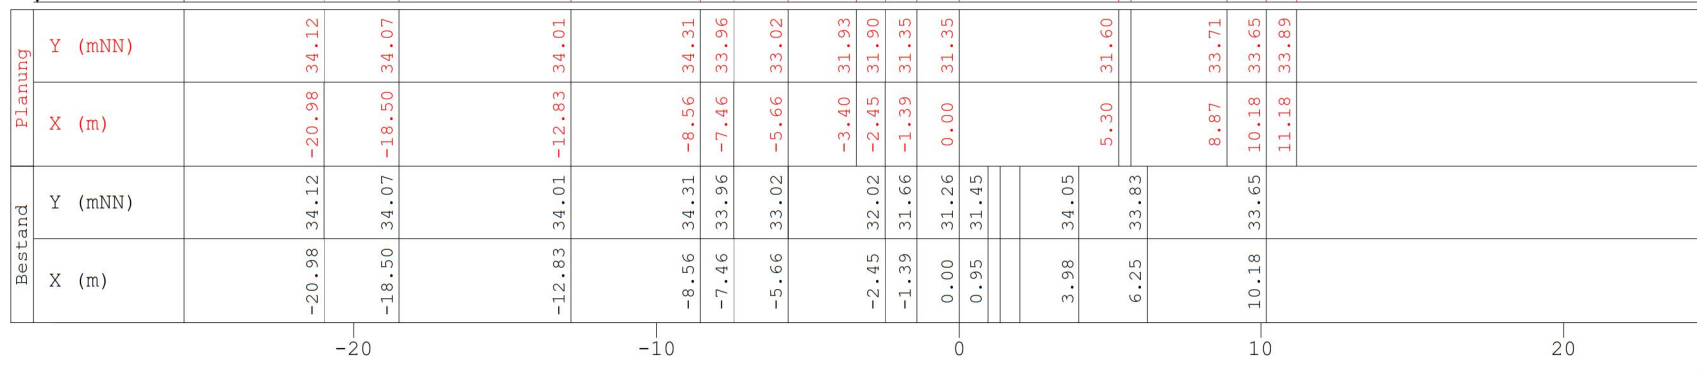 Planung
Y (mNN) 34.12 34.07 34.01 34.31 33.96 33.02 31.93 31.90 31.35 31.35 31.60 33.71 33.65 33.89
X (m) -20.98 -18.50 -12.83 -8.56 -7.46 -5.66 -3.40 -2.45 -1.39 0.00 5.30 8.87 10.18 11.18
Bestand
Y (mNN) 34.12 34.07 34.01 34.31 33.96 33.02 32.02 31.66 31.26 31.45 34.05 33.83 33.65
X (m) -20.98 -18.50 -12.83 -8.56 -7.46 -5.66 -2.45 -1.39 0.00 0.95 3.98 6.25 10.18
-20 -10 0 10 20